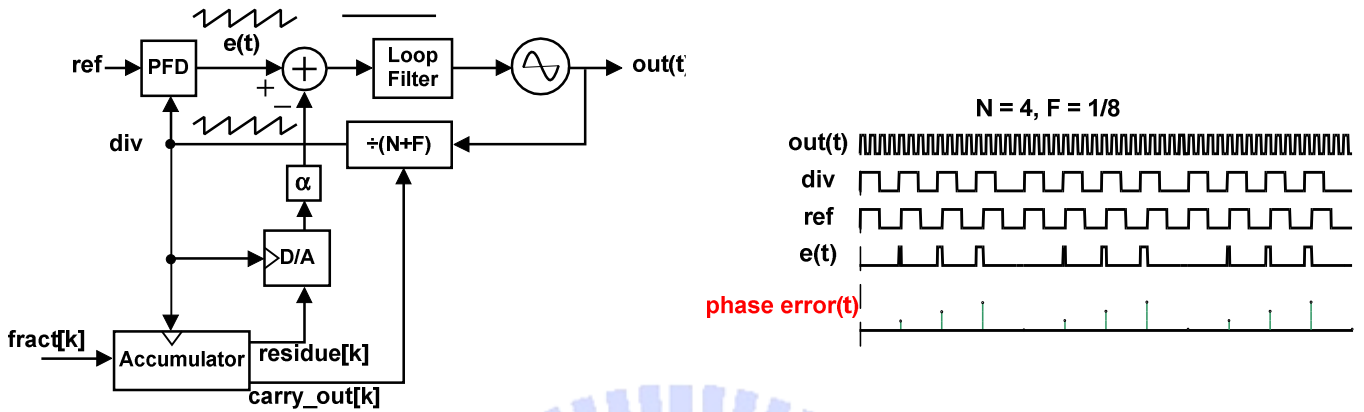 e(t)
ref
PFD
+
+
−
Loop
Filter
out(t)
div
÷(N+F)
α
D/A
fract[k]
Accumulator
residue[k]
carry_out[k]
N = 4, F = 1/8
out(t)
div
ref
e(t)
phase error(t)